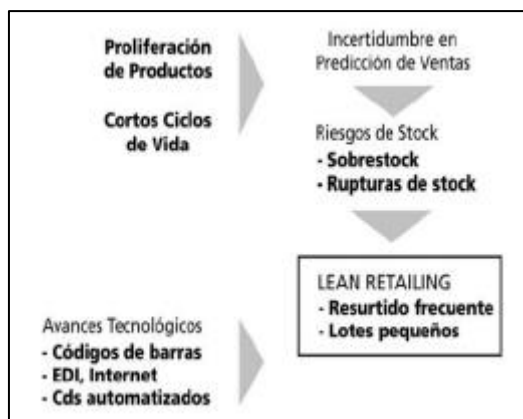 Proliferación
de Productos
Cortos Ciclos
de Vida
Incertidumbre en
Predicción de Ventas
Riesgos de Stock
- Sobrestock
- Rupturas de stock
LEAN RETAILING
- Resurtido frecuente
- Lotes pequeños
Avances Tecnológicos
- Códigos de barras
- EDI, Internet
- Cds automatizados